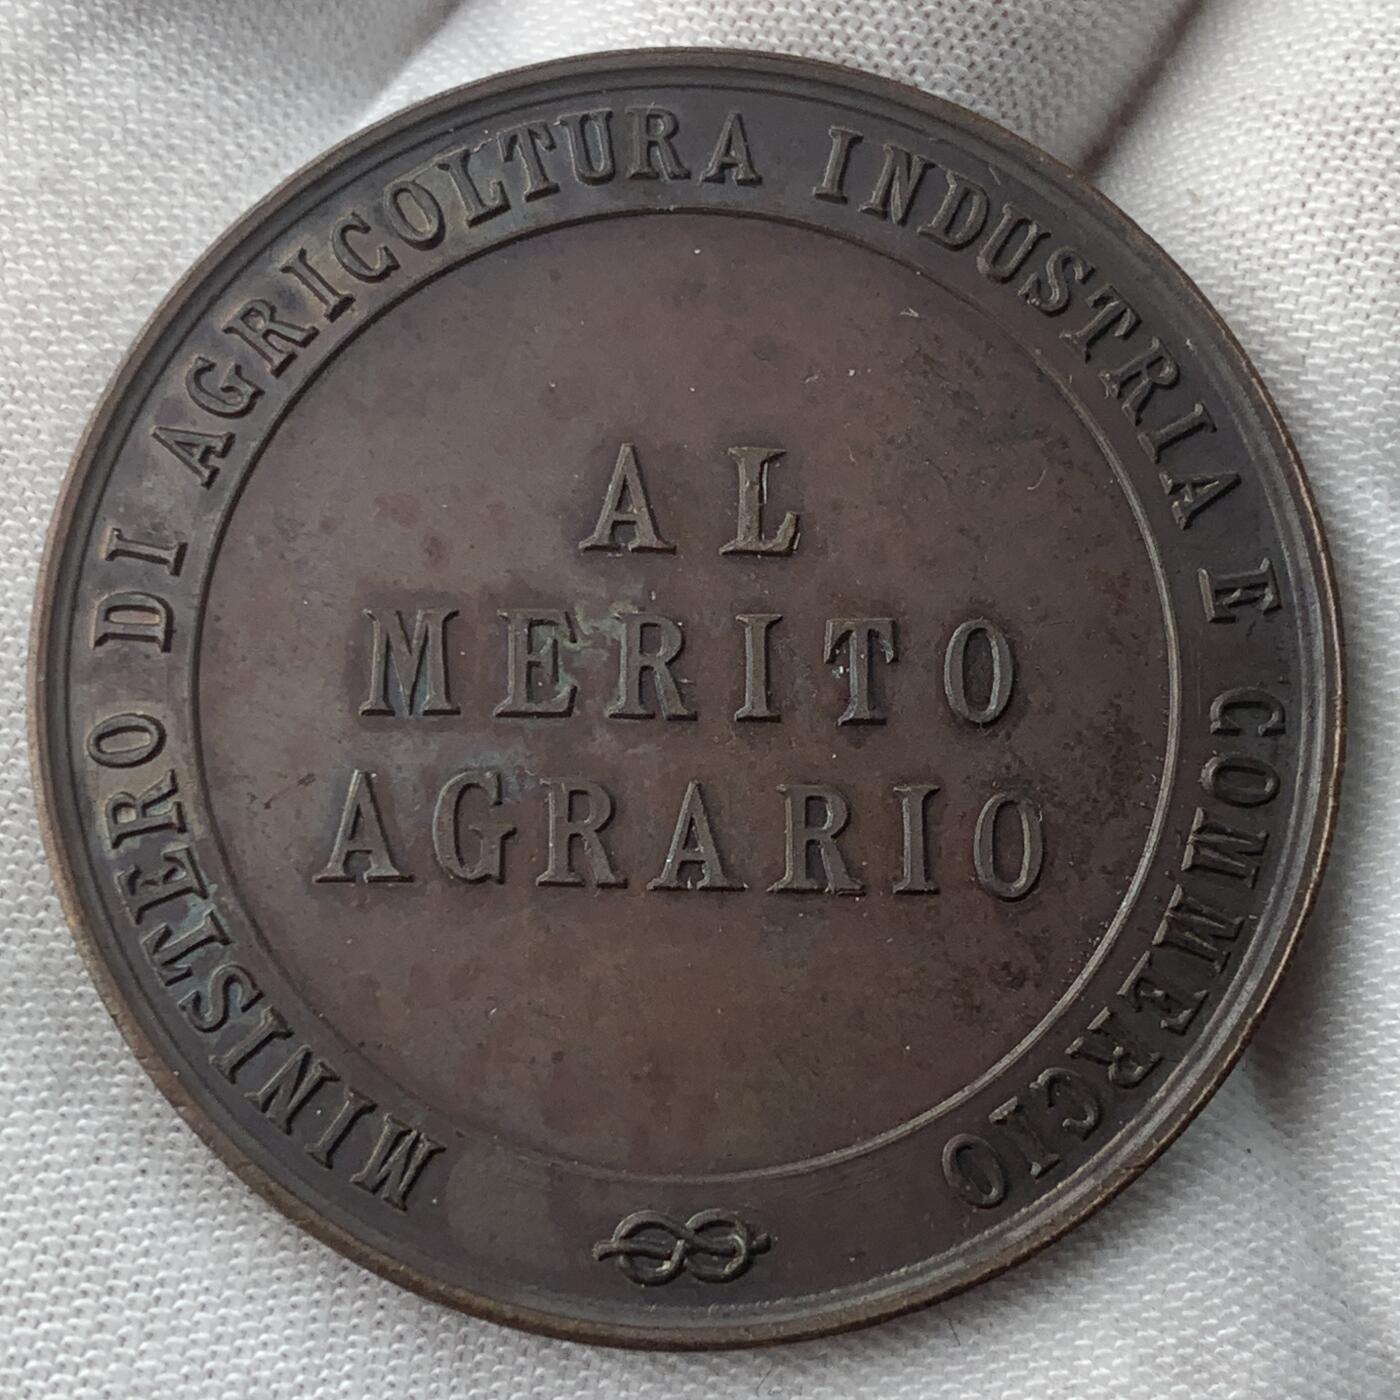 MINISTERO DI AGRICOLTURA INDUSTRIA E COMMERCIO
AL
MERITO
AGRARIO